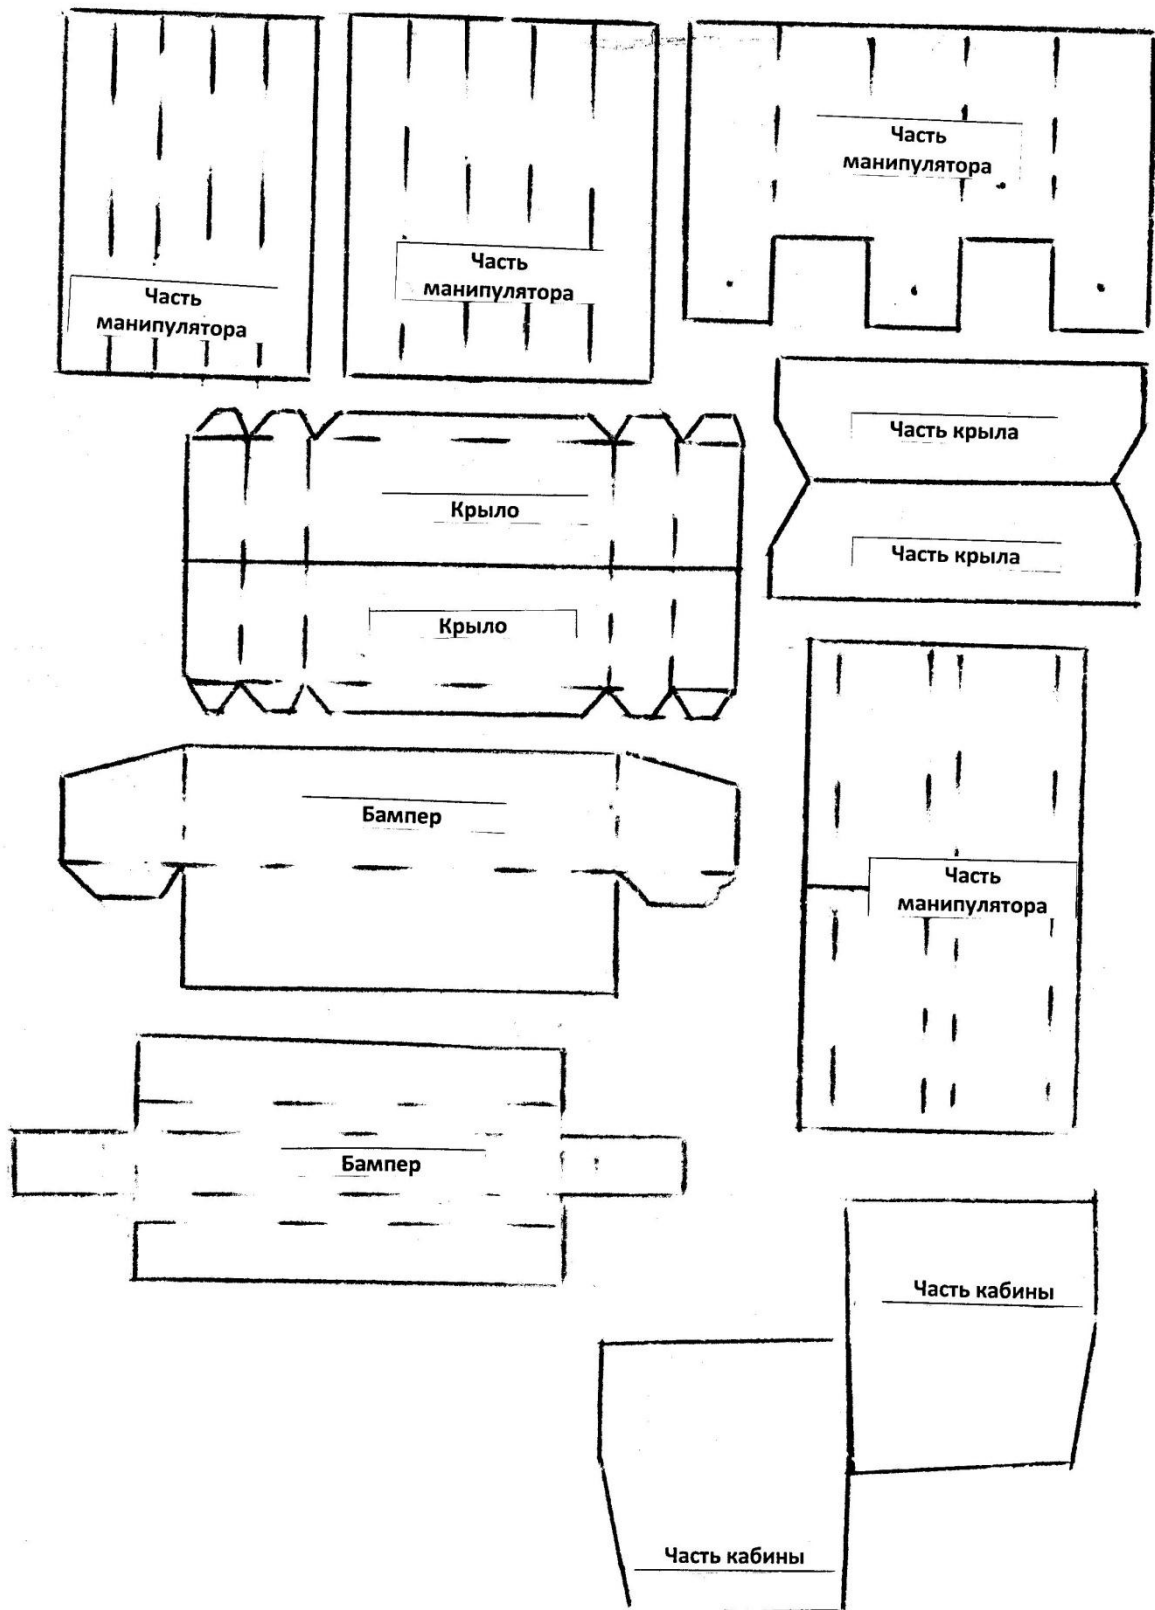 Часть
манипулятора
Часть
манипулятора
Часть
манипулятора
Часть крыла
Часть крыла
Крыло
Крыло
Бампер
Часть
манипулятора
Бампер
Часть кабины
Часть кабины